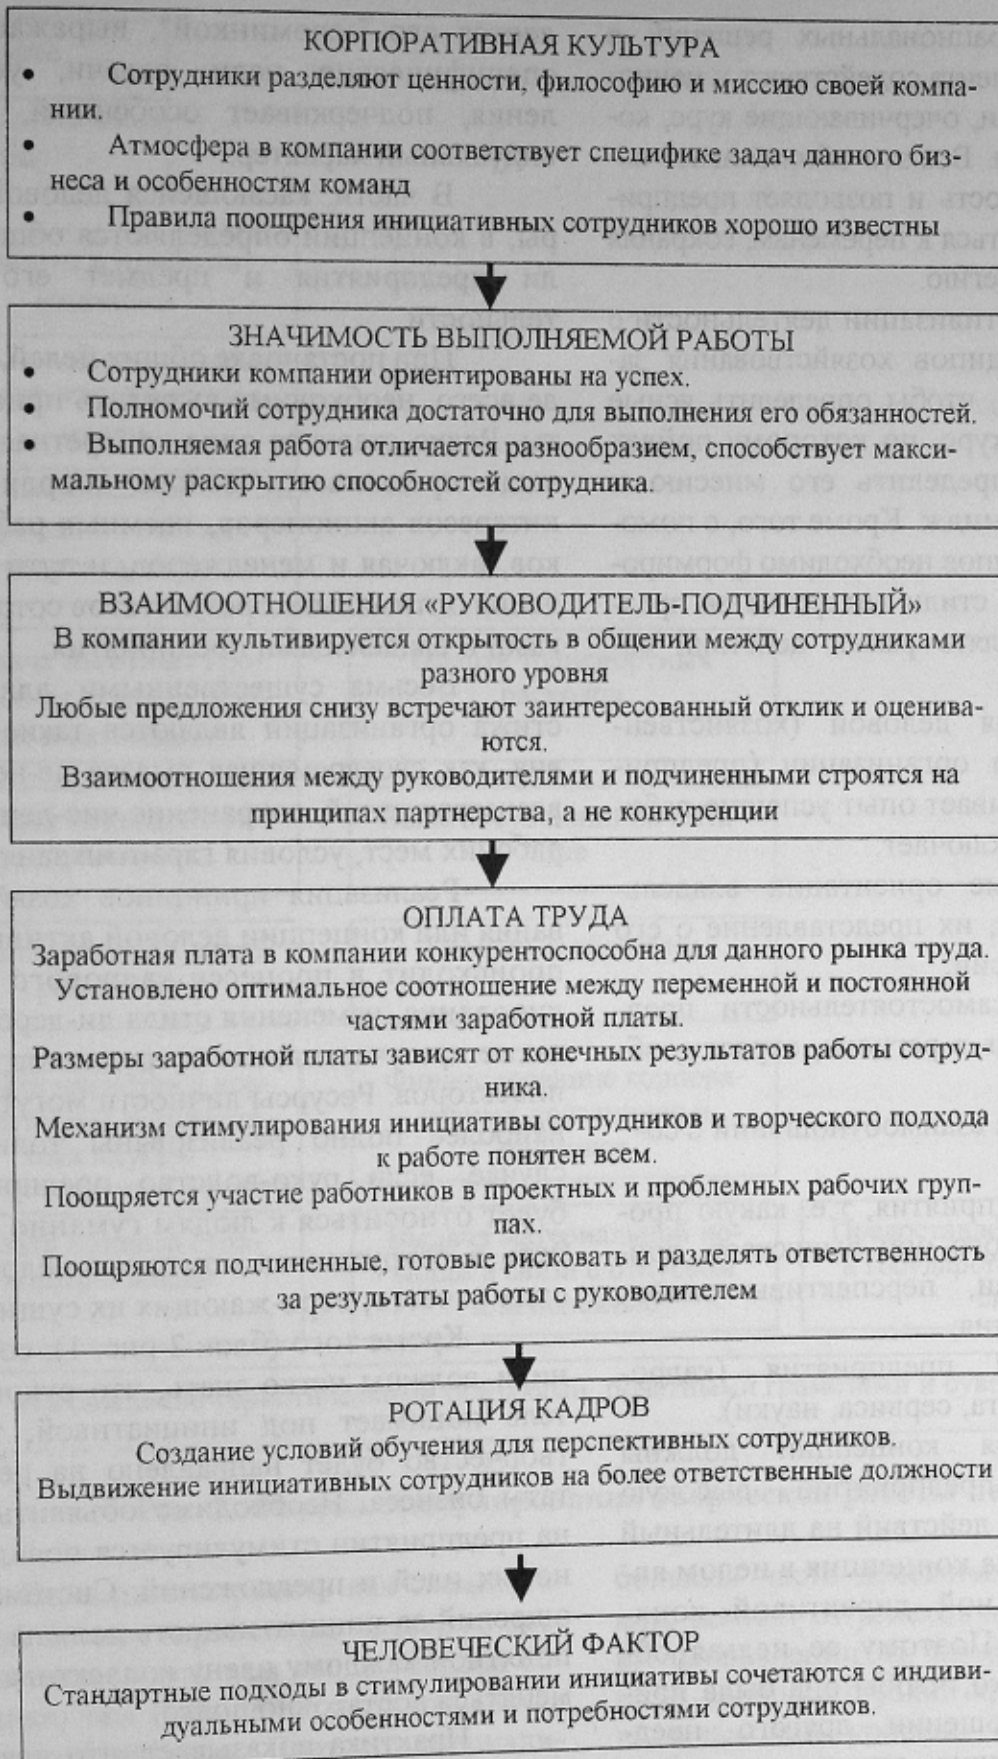 КОРПОРАТИВНАЯ КУЛЬТУРА
• Сотрудники разделяют ценности, философию и миссию своей компа-
нии.
• Атмосфера в компании соответствует специфике задач данного биз-
неса и особенностям команд
• Правила поощрения инициативных сотрудников хорошо известны
ЗНАЧИМОСТЬ ВЫПОЛНЯЕМОЙ РАБОТЫ
• Сотрудники компании ориентированы на успех.
• Полномочий сотрудника достаточно для выполнения его обязанностей.
• Выполняемая работа отличается разнообразием, способствует макси-
мальному раскрытию способностей сотрудника.
ВЗАИМООТНОШЕНИЯ «РУКОВОДИТЕЛЬ-ПОДЧИНЕННЫЙ»
В компании культивируется открытость в общении между сотрудниками
разного уровня
Любые предложения снизу встречают заинтересованный отклик и оценива-
ются.
Взаимоотношения между руководителями и подчиненными строятся на
принципах партнерства, а не конкуренции
ОПЛАТА ТРУДА
Заработная плата в компании конкурентоспособна для данного рынка труда.
Установлено оптимальное соотношение между переменной и постоянной
частями заработной платы.
Размеры заработной платы зависят от конечных результатов работы сотруд-
ника.
Механизм стимулирования инициативы сотрудников и творческого подхода
к работе понятен всем.
Поощряется участие работников в проектных и проблемных рабочих груп-
пах.
Поощряются подчиненные, готовые рисковать и разделять ответственность
за результаты работы с руководителем
РОТАЦИЯ КАДРОВ
Создание условий обучения для перспективных сотрудников.
Выдвижение инициативных сотрудников на более ответственные должности
ЧЕЛОВЕЧЕСКИЙ ФАКТОР
Стандартные подходы в стимулировании инициативы сочетаются с индиви-
дуальными особенностями и потребностями сотрудников.